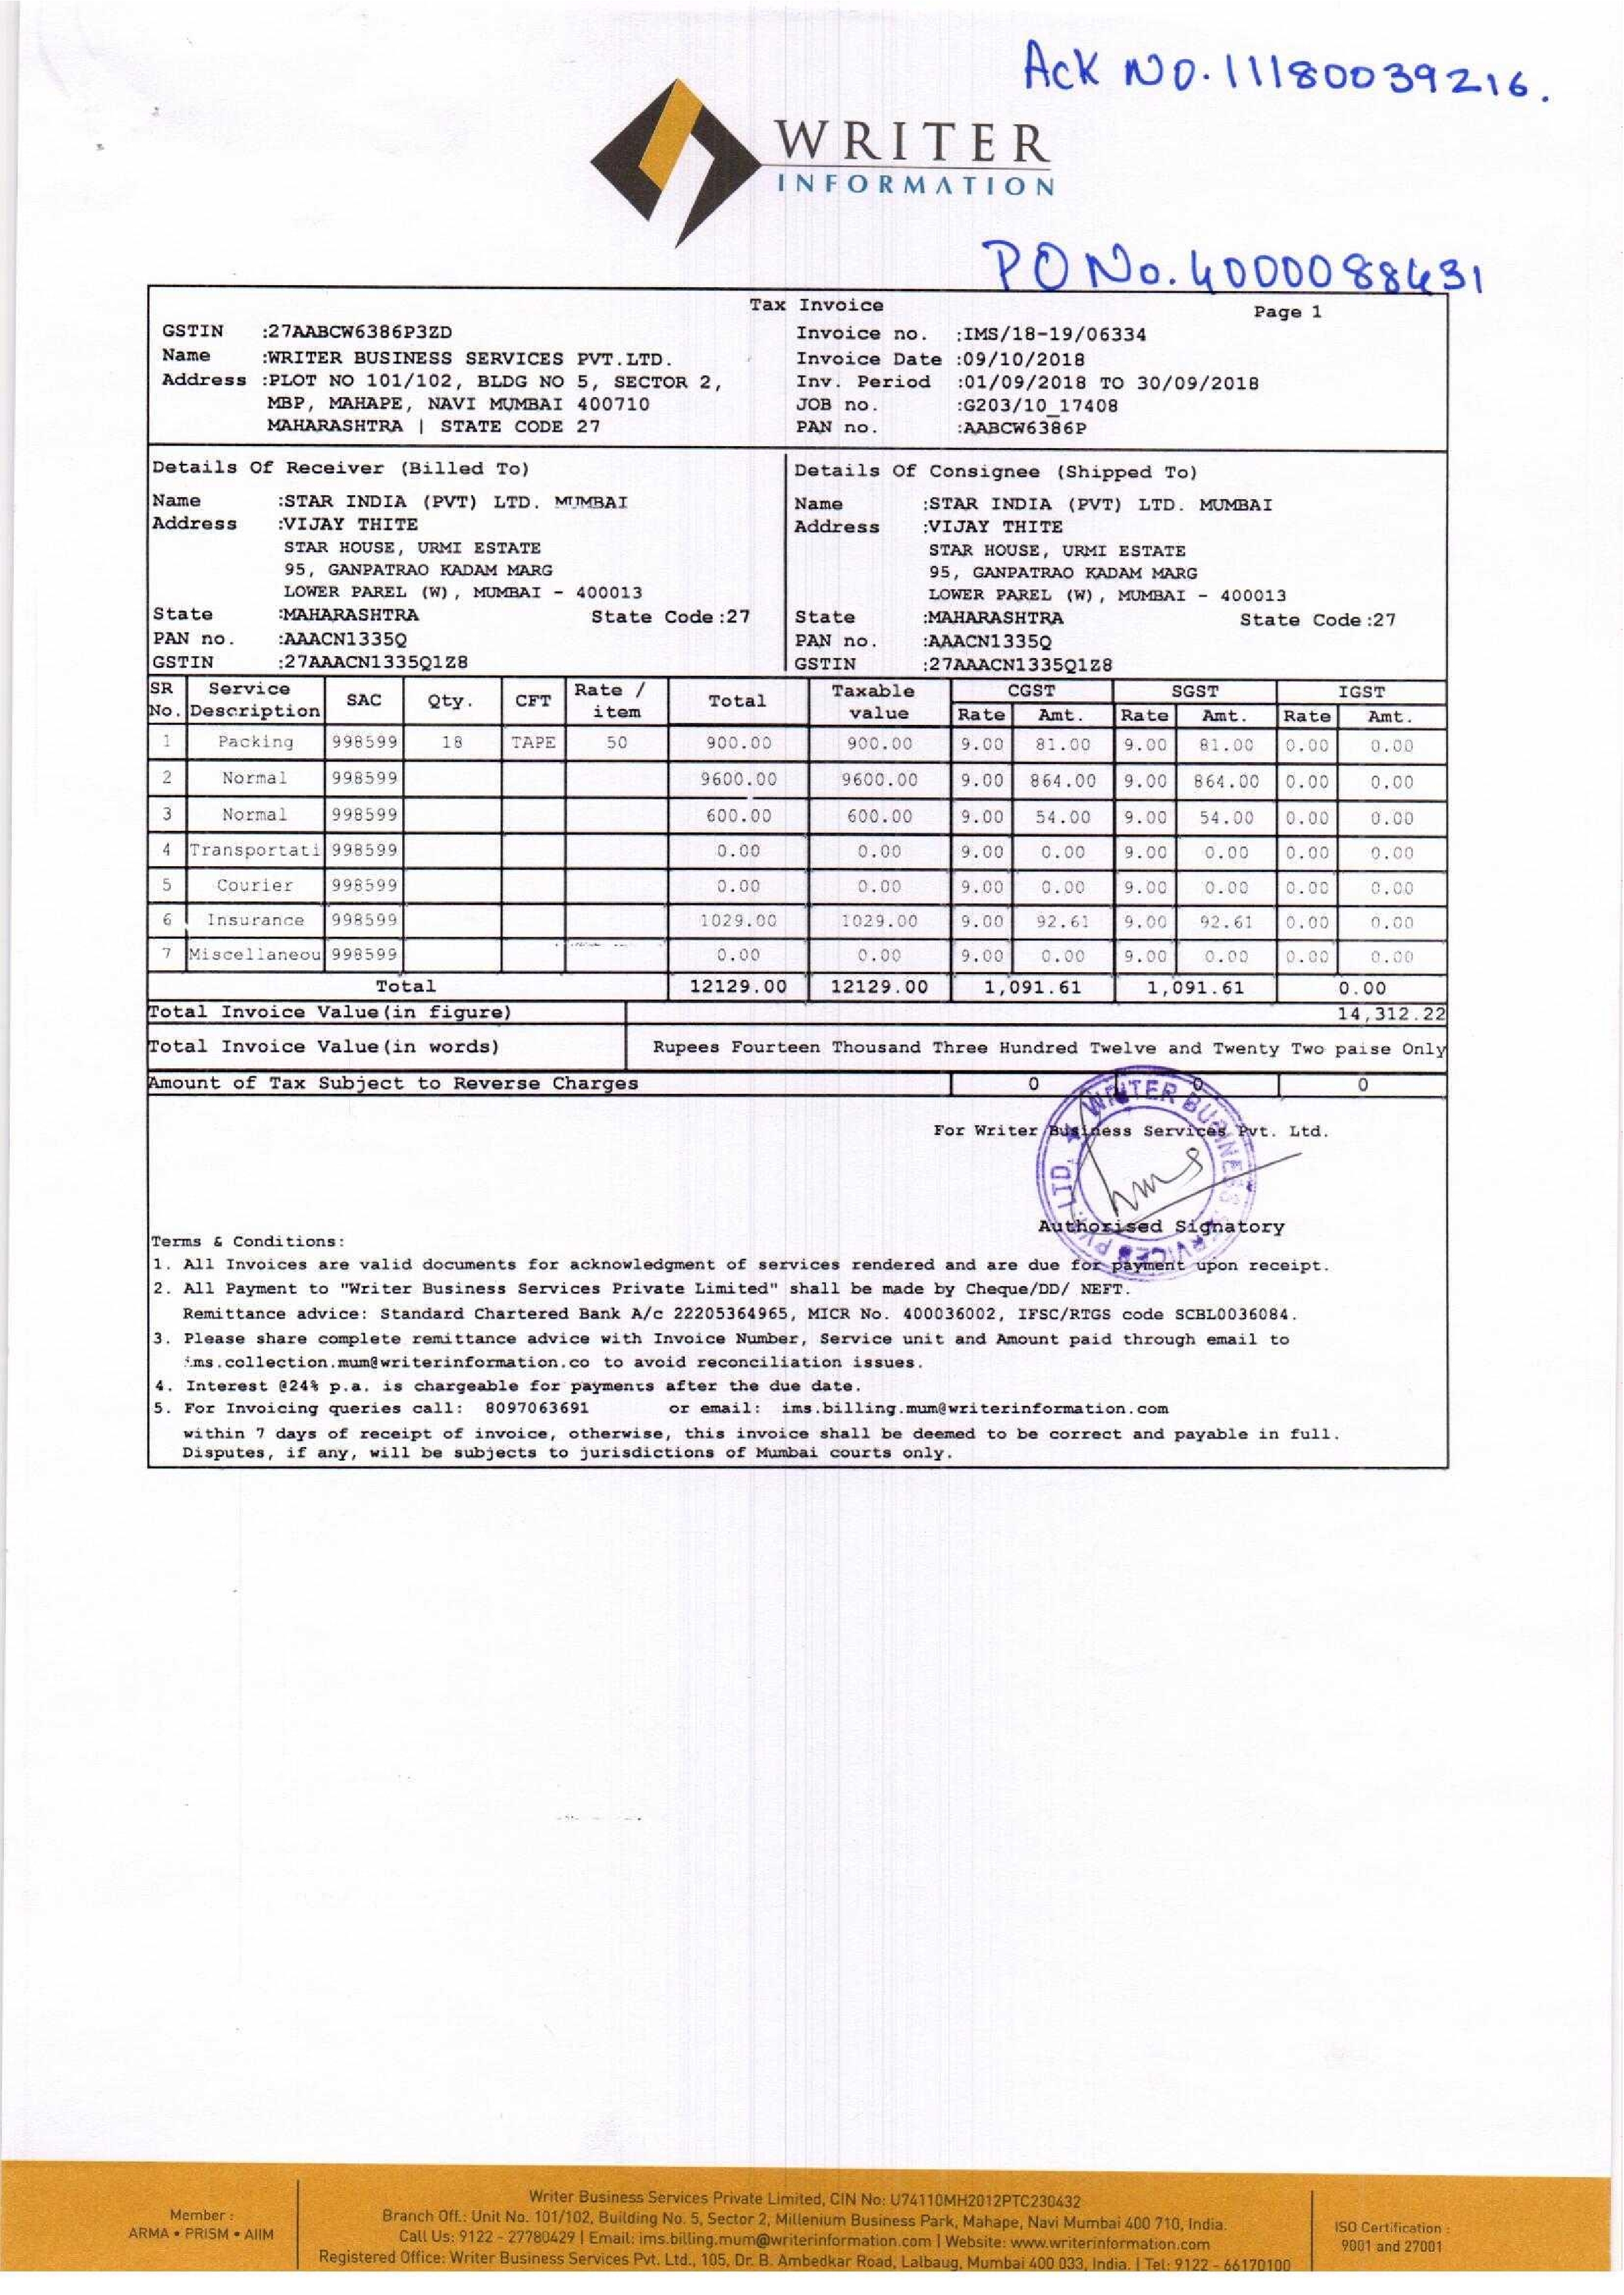 Ack No. 11180039216.
WRITER
INFORMATION
PO No. 4000088431
Tax Invoice
Page 1
GSTIN :27AABCW6386P3ZD
Invoice no. :IMS/18-19/06334
Name :WRITER BUSINESS SERVICES PVT.LTD.
Invoice Date :09/10/2018
Address :PLOT NO 101/102, BLDG NO 5, SECTOR 2,
Inv. Period :01/09/2018 TO 30/09/2018
MBP, MAHAPE, NAVI MUMBAI 400710
JOB no. :G203/10_17408
MAHARASHTRA | STATE CODE 27
PAN no. :AABCW6386P
Details Of Receiver (Billed To)
Name :STAR INDIA (PVT) LTD. MUMBAI
Address :VIJAY THITE
STAR HOUSE, URMI ESTATE
95, GANPATRAO KADAM MARG
LOWER PAREL (W), MUMBAI - 400013
State :MAHARASHTRA State Code :27
PAN no. :AAACN1335Q
GSTIN :27AAACN1335Q1Z8
Details Of Consignee (Shipped To)
Name :STAR INDIA (PVT) LTD. MUMBAI
Address :VIJAY THITE
STAR HOUSE, URMI ESTATE
95, GANPATRAO KADAM MARG
LOWER PAREL (W), MUMBAI - 400013
State :MAHARASHTRA State Code :27
PAN no. :AAACN1335Q
GSTIN :27AAACN1335Q1Z8
SR No. Service Description SAC Qty. CFT Rate / item Total Taxable value CGST SGST IGST
Rate Amt. Rate Amt. Rate Amt.
1 Packing 998599 18 TAPE 50 900.00 900.00 9.00 81.00 9.00 81.00 0.00 0.00
2 Normal 998599 9600.00 9600.00 9.00 864.00 9.00 864.00 0.00 0.00
3 Normal 998599 600.00 600.00 9.00 54.00 9.00 54.00 0.00 0.00
4 Transportati 998599 0.00 0.00 9.00 0.00 9.00 0.00 0.00 0.00
5 Courier 998599 0.00 0.00 9.00 0.00 9.00 0.00 0.00 0.00
6 Insurance 998599 1029.00 1029.00 9.00 92.61 9.00 92.61 0.00 0.00
7 Miscellaneou 998599 0.00 0.00 9.00 0.00 9.00 0.00 0.00 0.00
Total 12129.00 12129.00 1,091.61 1,091.61 0.00
Total Invoice Value(in figure) 14,312.22
Total Invoice Value(in words) Rupees Fourteen Thousand Three Hundred Twelve and Twenty Two paise Only
Amount of Tax Subject to Reverse Charges 0 0 0
For Writer Business Services Pvt. Ltd.
WRITER BUSINESS SERVICES PVT. LTD.
Authorised Signatory
Terms & Conditions:
1. All Invoices are valid documents for acknowledgment of services rendered and are due for payment upon receipt.
2. All Payment to "Writer Business Services Private Limited" shall be made by Cheque/DD/ NEFT.
Remittance advice: Standard Chartered Bank A/c 22205364965, MICR No. 400036002, IFSC/RTGS code SCBL0036084.
3. Please share complete remittance advice with Invoice Number, Service unit and Amount paid through email to
ims.collection.mum@writerinformation.co to avoid reconciliation issues.
4. Interest @24% p.a. is chargeable for payments after the due date.
5. For Invoicing queries call: 8097063691 or email: ims.billing.mum@writerinformation.com
within 7 days of receipt of invoice, otherwise, this invoice shall be deemed to be correct and payable in full.
Disputes, if any, will be subjects to jurisdictions of Mumbai courts only.
Member :
ARMA • PRISM • AIIM
Writer Business Services Private Limited, CIN No: U74110MH2012PTC230432
Branch Off.: Unit No. 101/102, Building No. 5, Sector 2, Millenium Business Park, Mahape, Navi Mumbai 400 710, India.
Call Us: 9122 - 27780429 | Email: ims.billing.mum@writerinformation.com | Website: www.writerinformation.com
Registered Office: Writer Business Services Pvt. Ltd., 105, Dr. B. Ambedkar Road, Lalbaug, Mumbai 400 033, India. | Tel: 9122 - 66170100
ISO Certification :
9001 and 27001